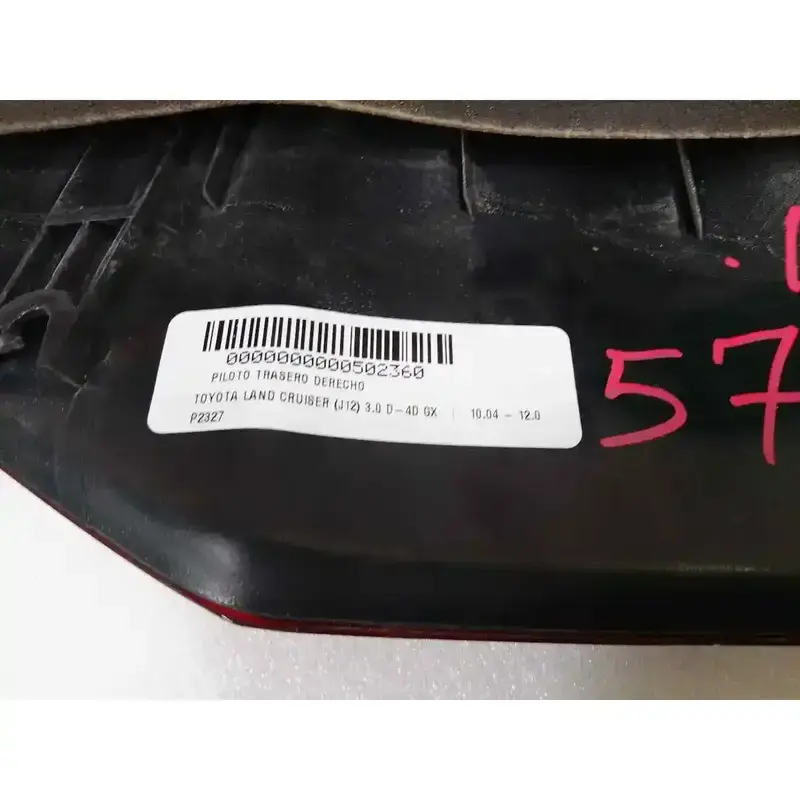 0000000000502360
PILOTO TRASERO DERECHO
TOYOTA LAND CRUISER (J12) 3.0 D-4D GX | 10.04 - 12.0
P2327
57